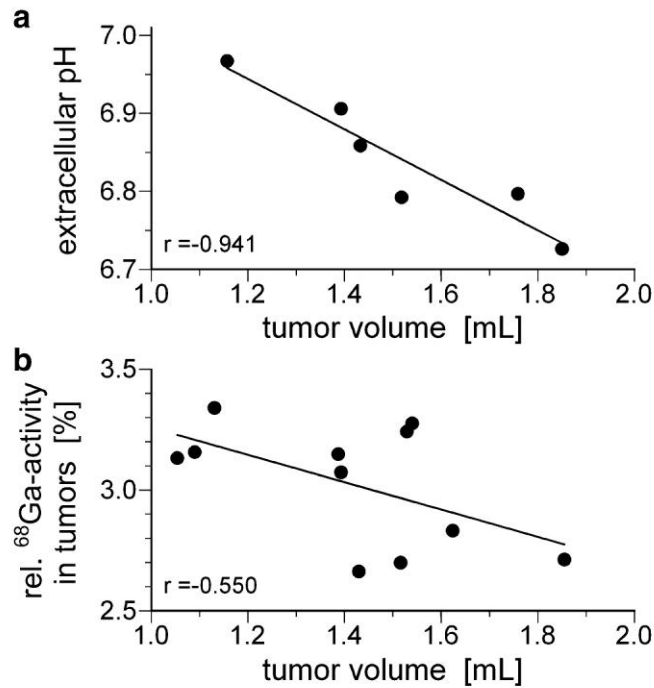 a
extracellular pH
7.0
6.9
6.8
6.7
r =-0.941
1.0 1.2 1.4 1.6 1.8 2.0
tumor volume [mL]
b
rel. ⁶⁸Ga-activity
in tumors [%]
3.5
3.0
2.5
r =-0.550
1.0 1.2 1.4 1.6 1.8 2.0
tumor volume [mL]